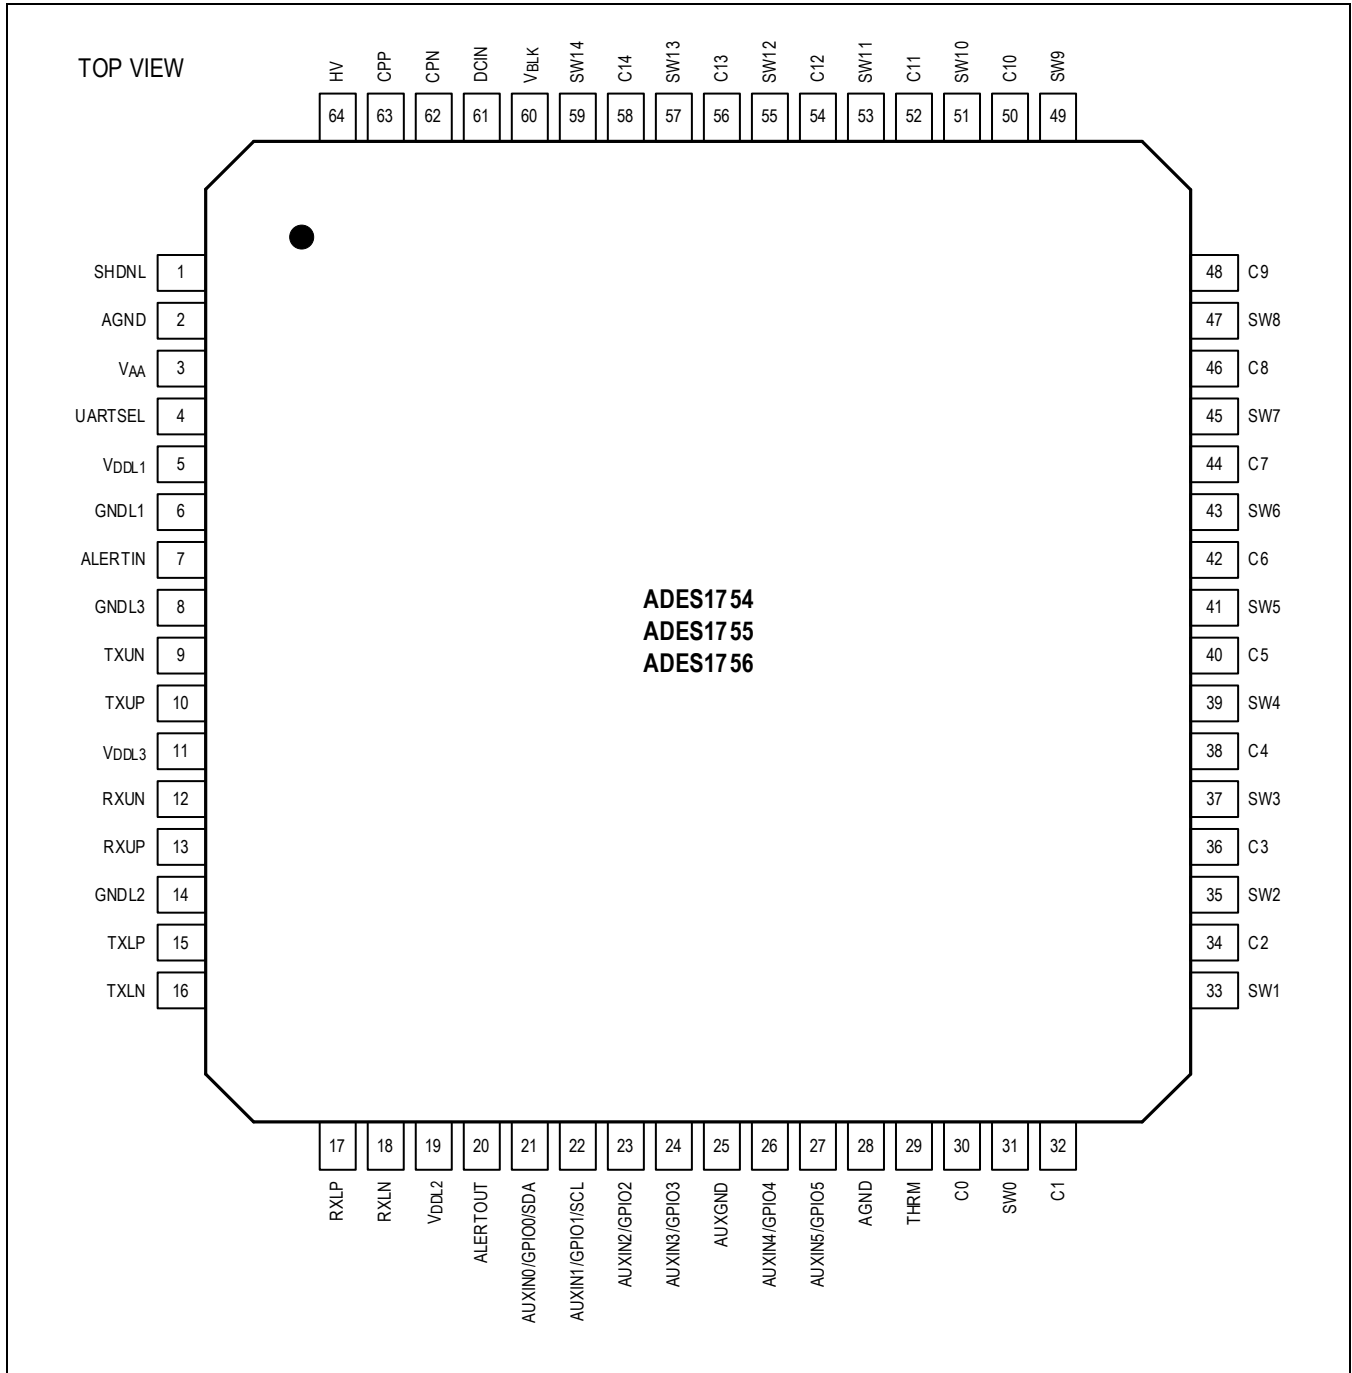 TOP VIEW
HV
CPP
CPN
DCIN
VBLK
SW14
C14
SW13
C13
SW12
C12
SW11
C11
SW10
C10
SW9
64 63 62 61 60 59 58 57 56 55 54 53 52 51 50 49
SHDNL 1
AGND 2
VAA 3
UARTSEL 4
VDDL1 5
GNDL1 6
ALERTIN 7
GNDL3 8
TXUN 9
TXUP 10
VDDL3 11
RXUN 12
RXUP 13
GNDL2 14
TXLP 15
TXLN 16
ADES1754
ADES1755
ADES1756
48 C9
47 SW8
46 C8
45 SW7
44 C7
43 SW6
42 C6
41 SW5
40 C5
39 SW4
38 C4
37 SW3
36 C3
35 SW2
34 C2
33 SW1
17 18 19 20 21 22 23 24 25 26 27 28 29 30 31 32
RXLP
RXLN
VDDL2
ALERTOUT
AUXIN0/GPIO0/SDA
AUXIN1/GPIO1/SCL
AUXIN2/GPIO2
AUXIN3/GPIO3
AUXGND
AUXIN4/GPIO4
AUXIN5/GPIO5
AGND
THRM
C0
SW0
C1